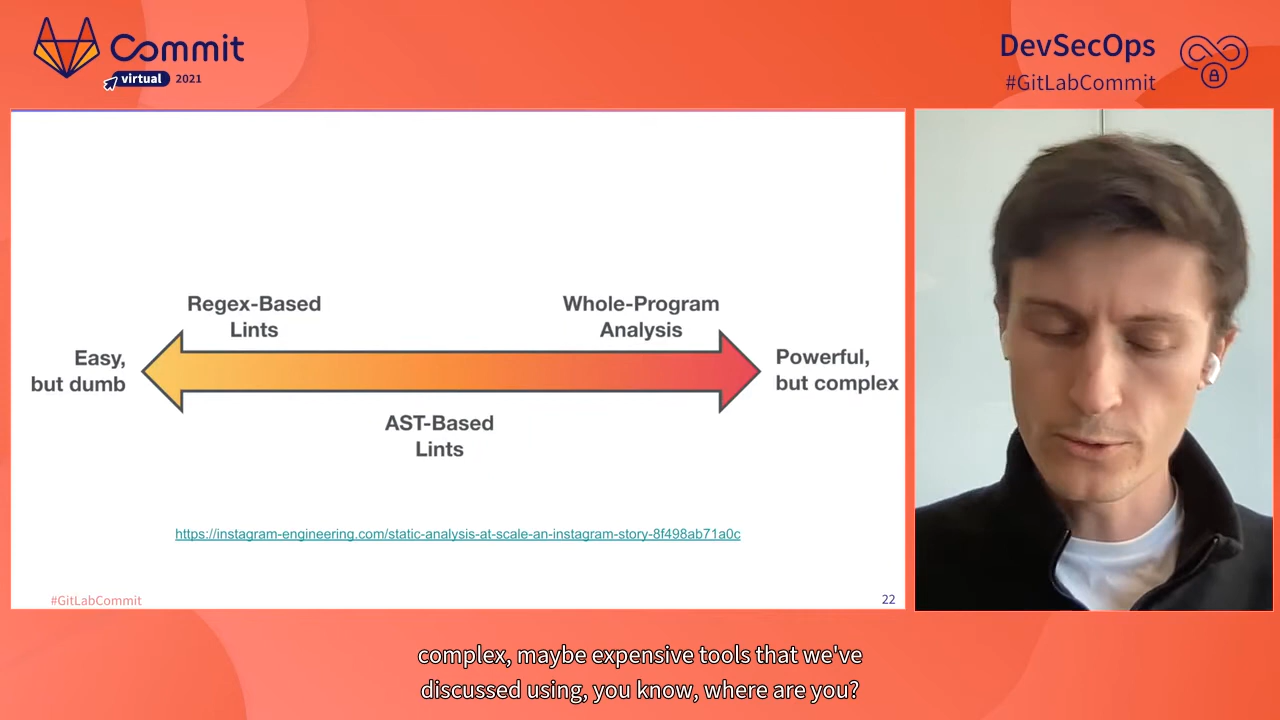 Commit
virtual 2021
DevSecOps
#GitLabCommit
Regex-Based
Lints
Whole-Program
Analysis
Easy,
but dumb
Powerful,
but complex
AST-Based
Lints
https://instagram-engineering.com/static-analysis-at-scale-an-instagram-story-8f498ab71a0c
#GitLabCommit
22
complex, maybe expensive tools that we've
discussed using, you know, where are you?